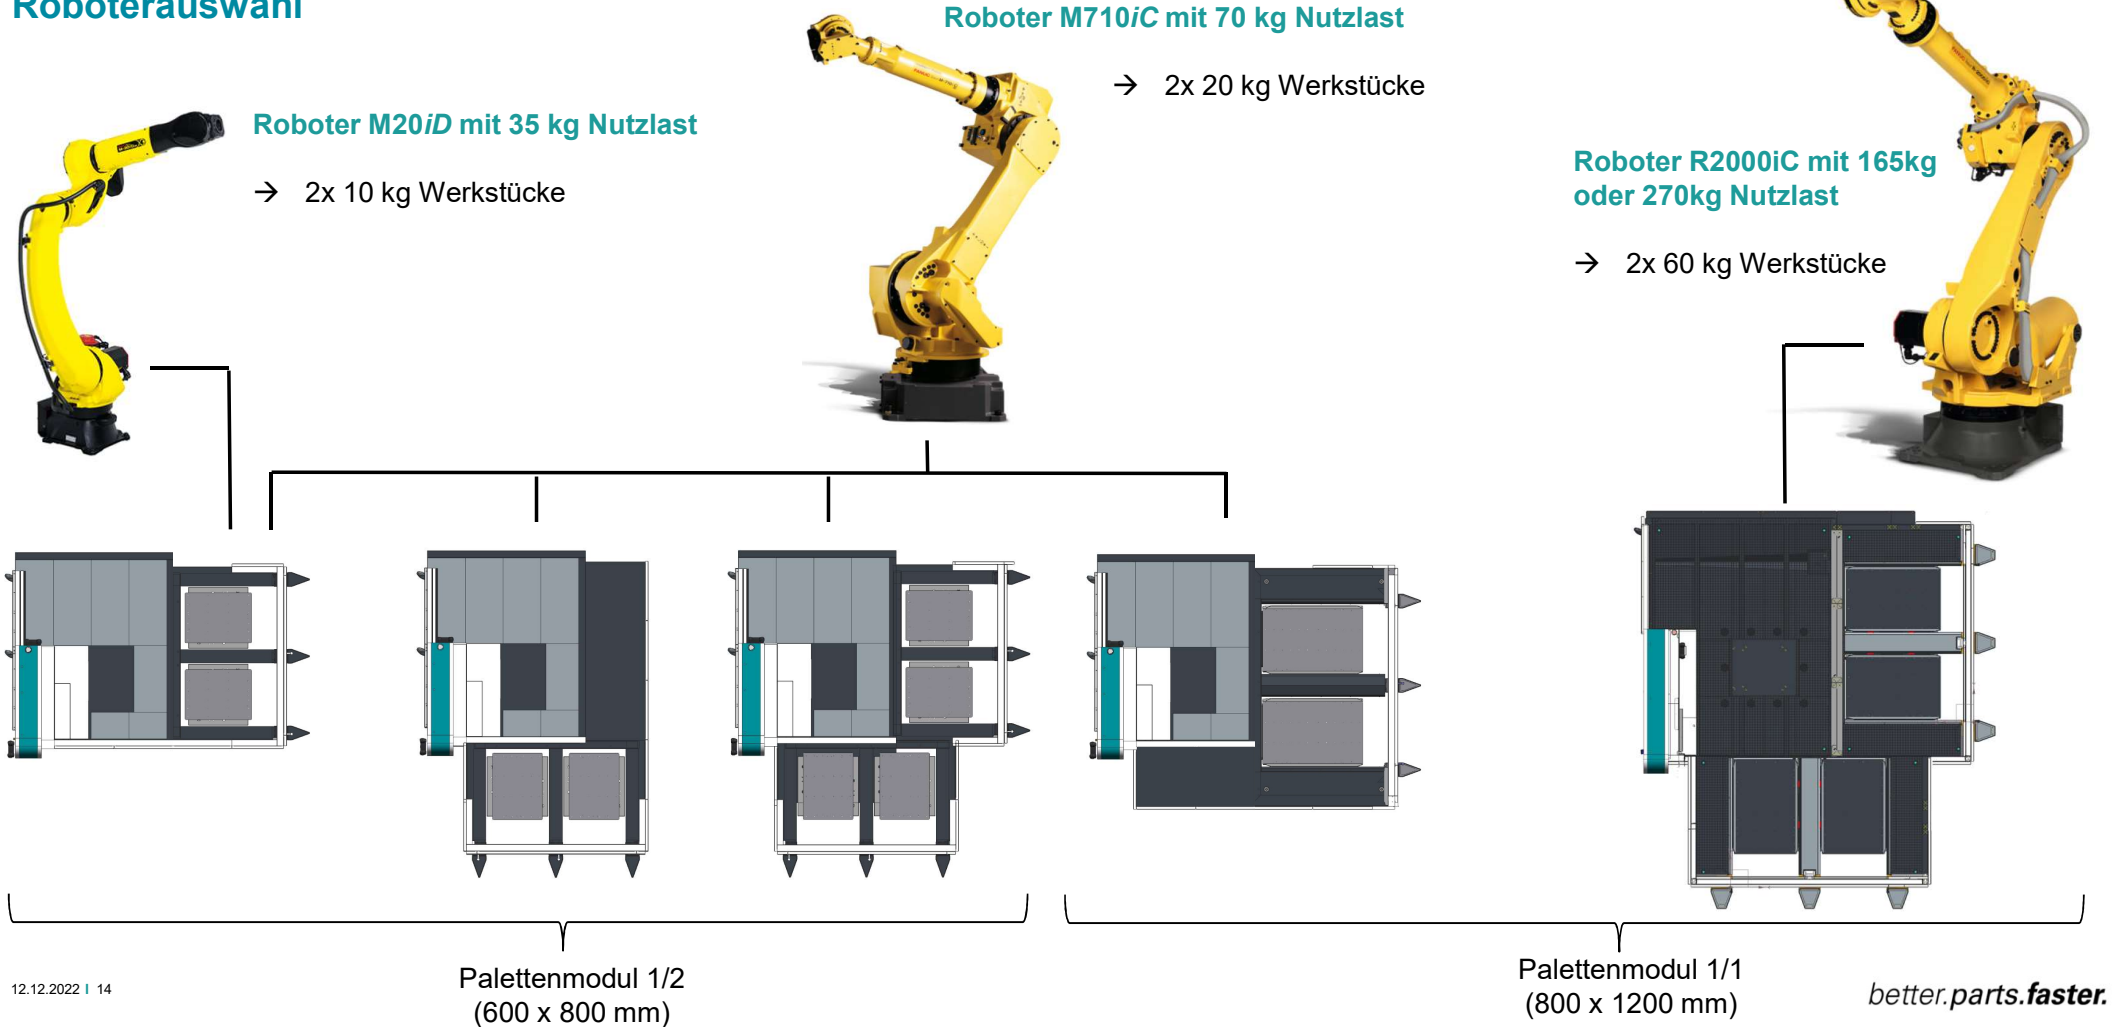 Roboterauswahl
Roboter M710iC mit 70 kg Nutzlast
→ 2x 20 kg Werkstücke
Roboter M20iD mit 35 kg Nutzlast
→ 2x 10 kg Werkstücke
Roboter R2000iC mit 165kg
oder 270kg Nutzlast
→ 2x 60 kg Werkstücke
Palettenmodul 1/2
(600 x 800 mm)
Palettenmodul 1/1
(800 x 1200 mm)
12.12.2022 I 14
better.parts.faster.